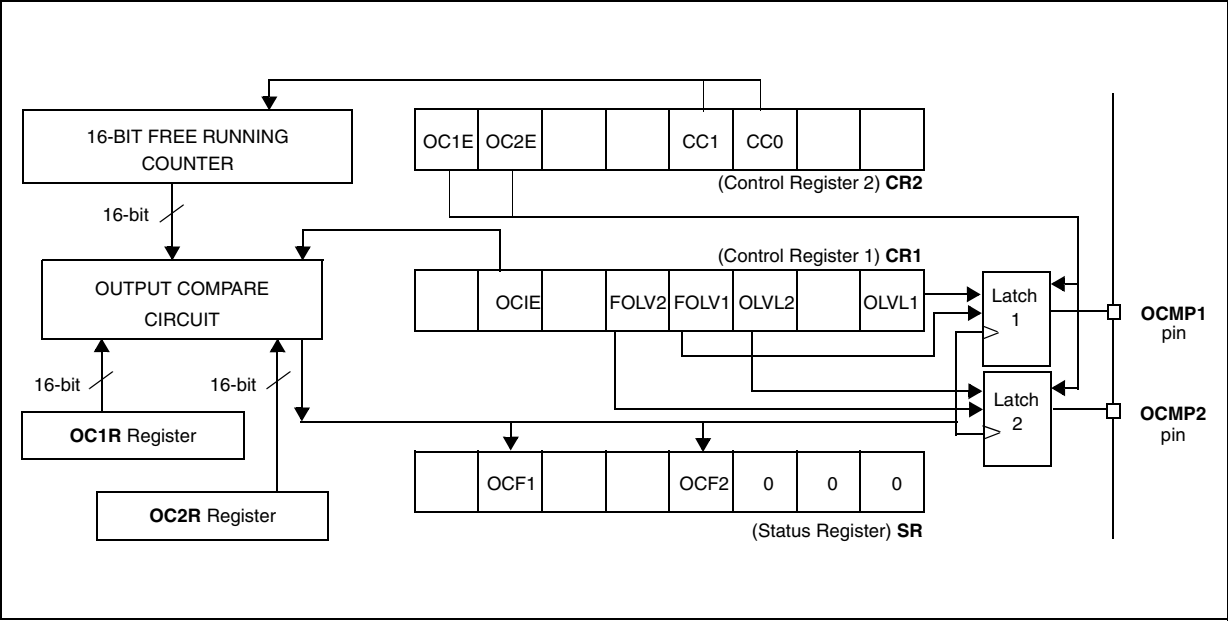 16-BIT FREE RUNNING
COUNTER
16-bit
OUTPUT COMPARE
CIRCUIT
16-bit
16-bit
OC1R Register
OC2R Register
OC1E OC2E CC1 CC0
(Control Register 2) CR2
(Control Register 1) CR1
OCIE FOLV2 FOLV1 OLVL2 OLVL1
OCF1 OCF2 0 0 0
(Status Register) SR
Latch
1
Latch
2
OCMP1
pin
OCMP2
pin